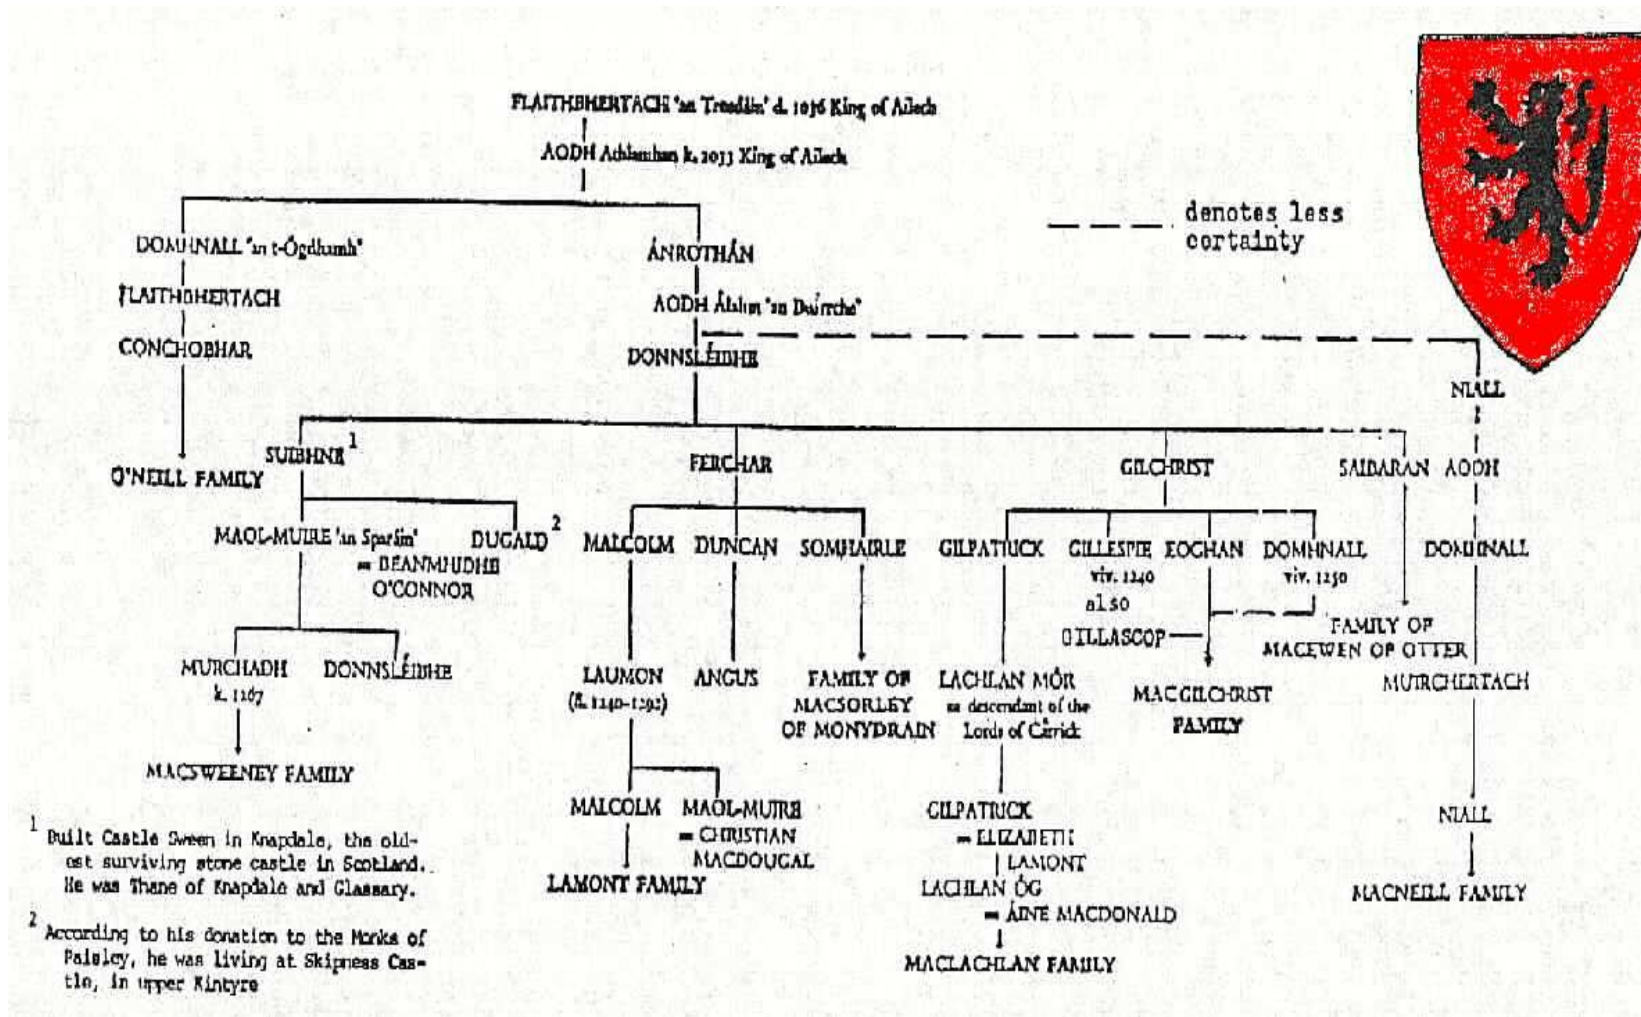 FLAITHBHERTACH 'an Trosdáin' d. 1036 King of Ailech
AODH Athlamhan k. 1033 King of Ailech
denotes less
certainty
DOMHNALL 'an t-Ógdhamh'
ÁNROTHÁN
FLAITHBHERTACH
AODH Álainn 'an Buirrche'
CONCHOBHAR
DONNSLÉIBHE
NIALL
SUIBHNE 1
FERCHAR
GILCHRIST
SAIBARAN
AODH
O'NEILL FAMILY
MAOL-MUIRE 'an Sparáin'
= BEANMHIDHE
O'CONNOR
DUGALD 2
MALCOLM
DUNCAN
SOMHAIRLE
GILPATRICK
GILLESPIE
viv. 1240
also
GILLASCOP
EOGHAN
DOMHNALL
viv. 1250
DOMHNALL
FAMILY OF
MACEWEN OF OTTER
MURCHADH
k. 1267
DONNSLÉIBHE
LAUMON
(fl. 1240-1292)
ANGUS
FAMILY OF
MACSORLEY
OF MONYDRAIN
LACHLAN MÓR
= descendant of the
Lords of Carrick
MACGILCHRIST
FAMILY
MUIRCHERTACH
MACSWEENEY FAMILY
MALCOLM
MAOL-MUIRE
= CHRISTIAN
MACDOUGAL
GILPATRICK
= ELIZABETH
LAMONT
NIALL
LAMONT FAMILY
LACHLAN ÓG
= ÁINE MACDONALD
MACNEILL FAMILY
MACLACHLAN FAMILY
1 Built Castle Sween in Knapdale, the old-
est surviving stone castle in Scotland.
He was Thane of Knapdale and Glassary.
2 According to his donation to the Monks of
Paisley, he was living at Skipness Cas-
tle, in upper Kintyre